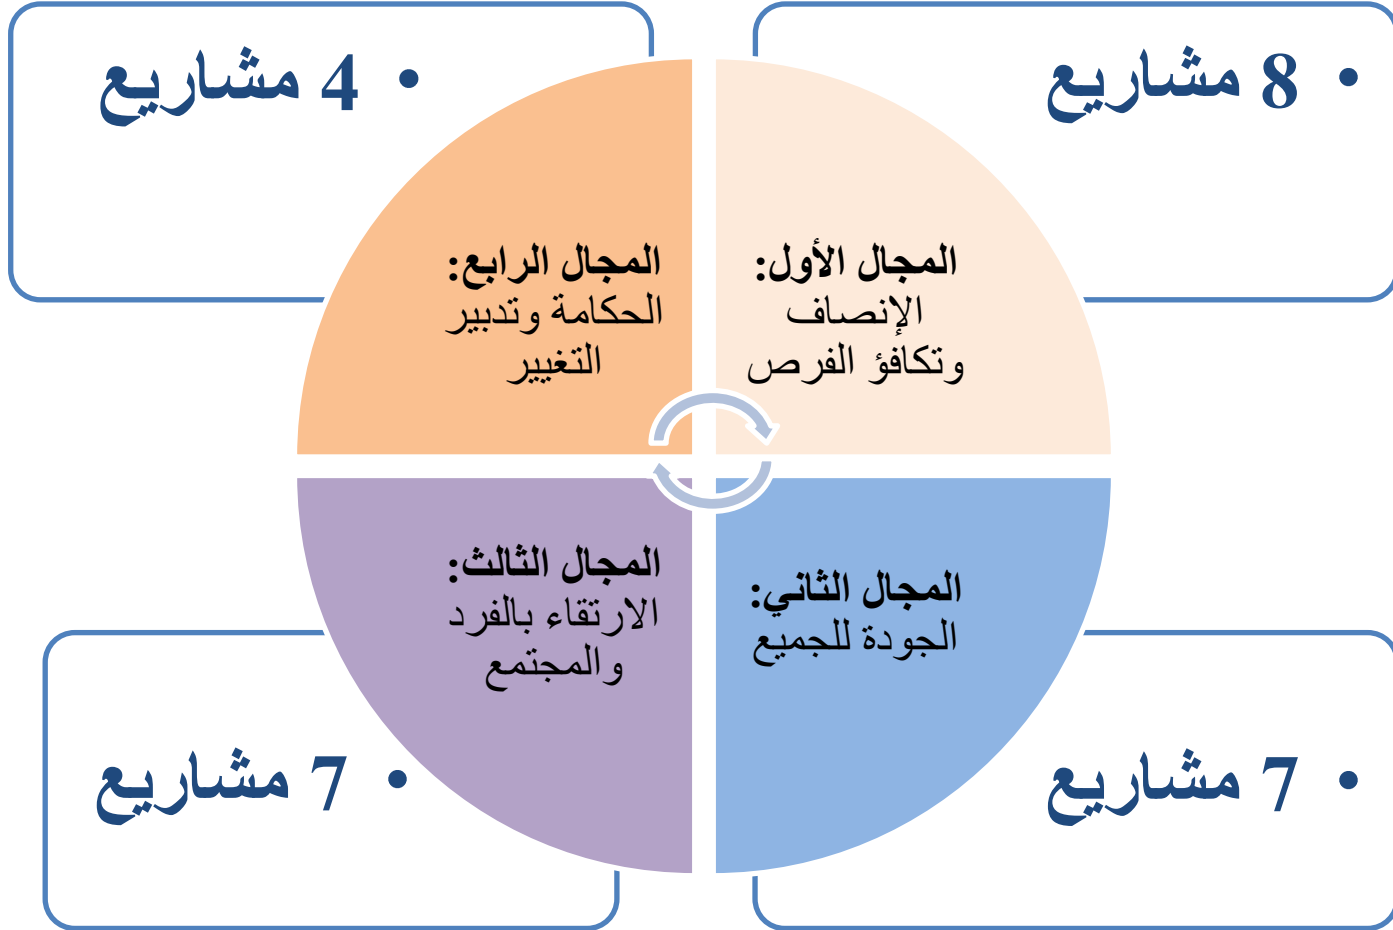 • 8 مشاريع
المجال الأول:
الإنصاف
وتكافؤ الفرص
• 7 مشاريع
المجال الثاني:
الجودة للجميع
• 7 مشاريع
المجال الثالث:
الارتقاء بالفرد
والمجتمع
• 4 مشاريع
المجال الرابع:
الحكامة وتدبير
التغيير